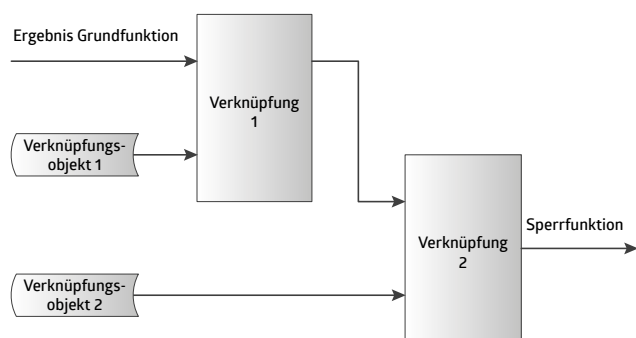 Ergebnis Grundfunktion
Verknüpfung
1
Verknüpfungs-
objekt 1
Verknüpfung
2
Sperrfunktion
Verknüpfungs-
objekt 2